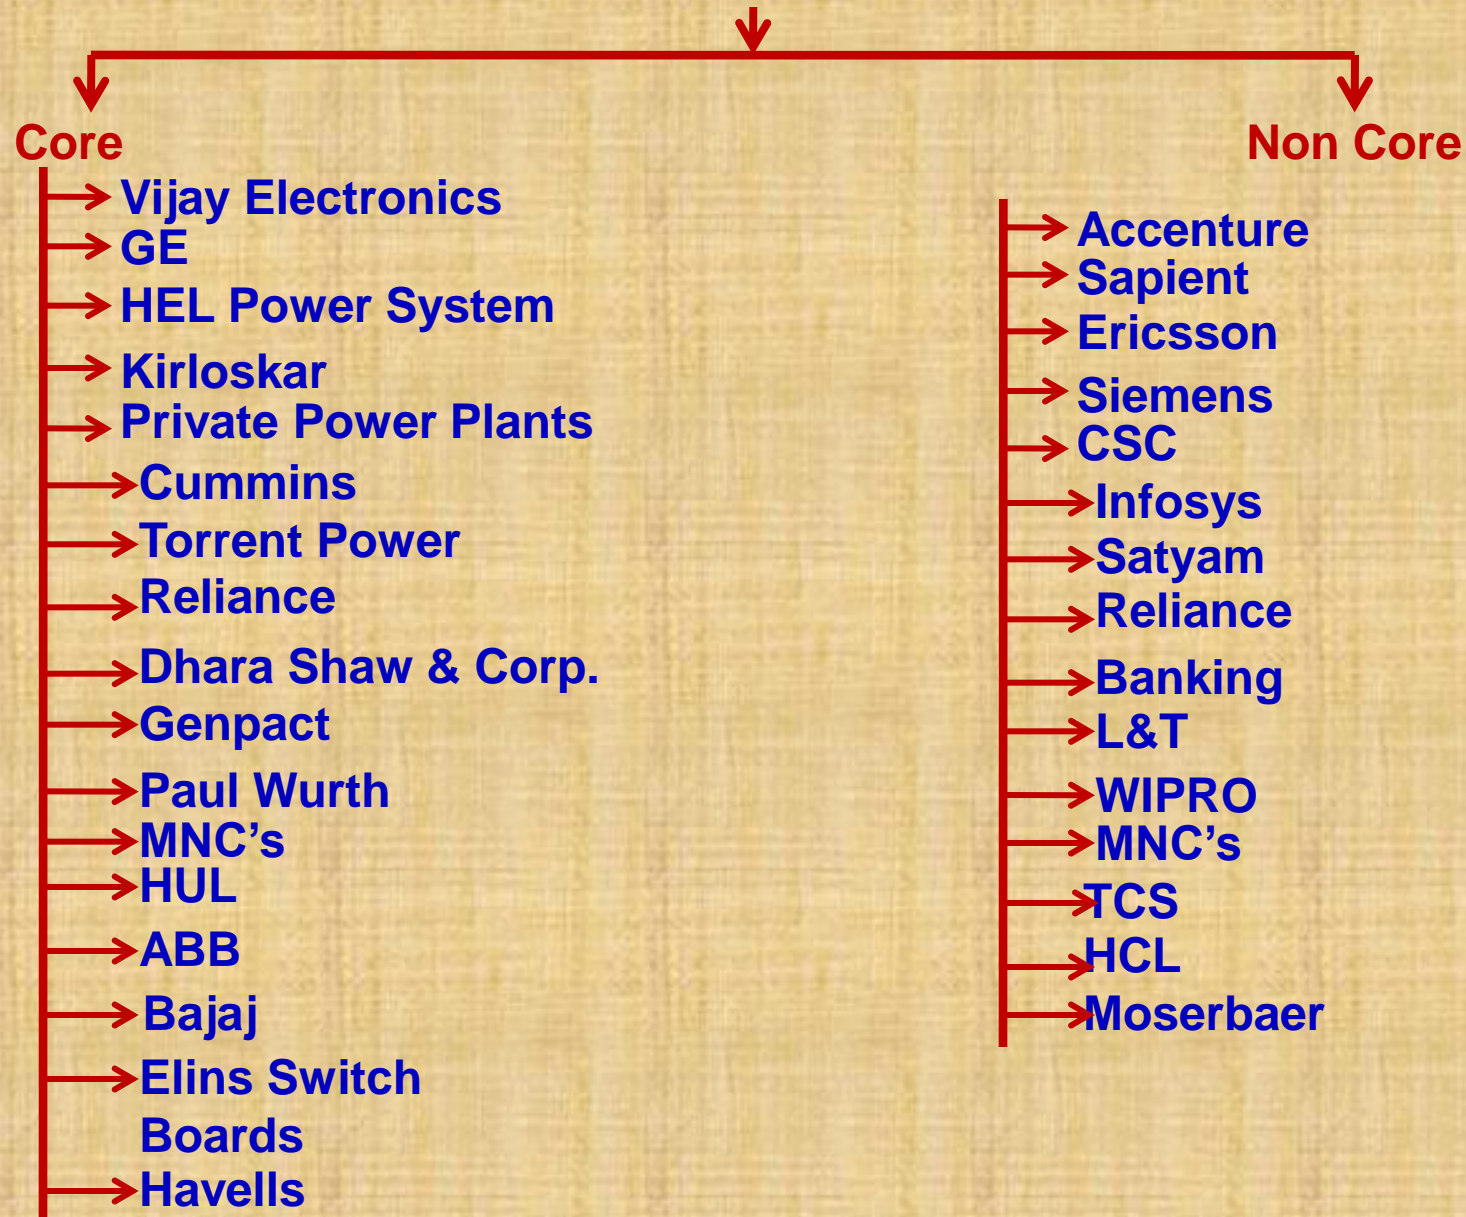 Core
Vijay Electronics
GE
HEL Power System
Kirloskar
Private Power Plants
Cummins
Torrent Power
Reliance
Dhara Shaw & Corp.
Genpact
Paul Wurth
MNC’s
HUL
ABB
Bajaj
Elins Switch
Boards
Havells
Non Core
Accenture
Sapient
Ericsson
Siemens
CSC
Infosys
Satyam
Reliance
Banking
L&T
WIPRO
MNC’s
TCS
HCL
Moserbaer